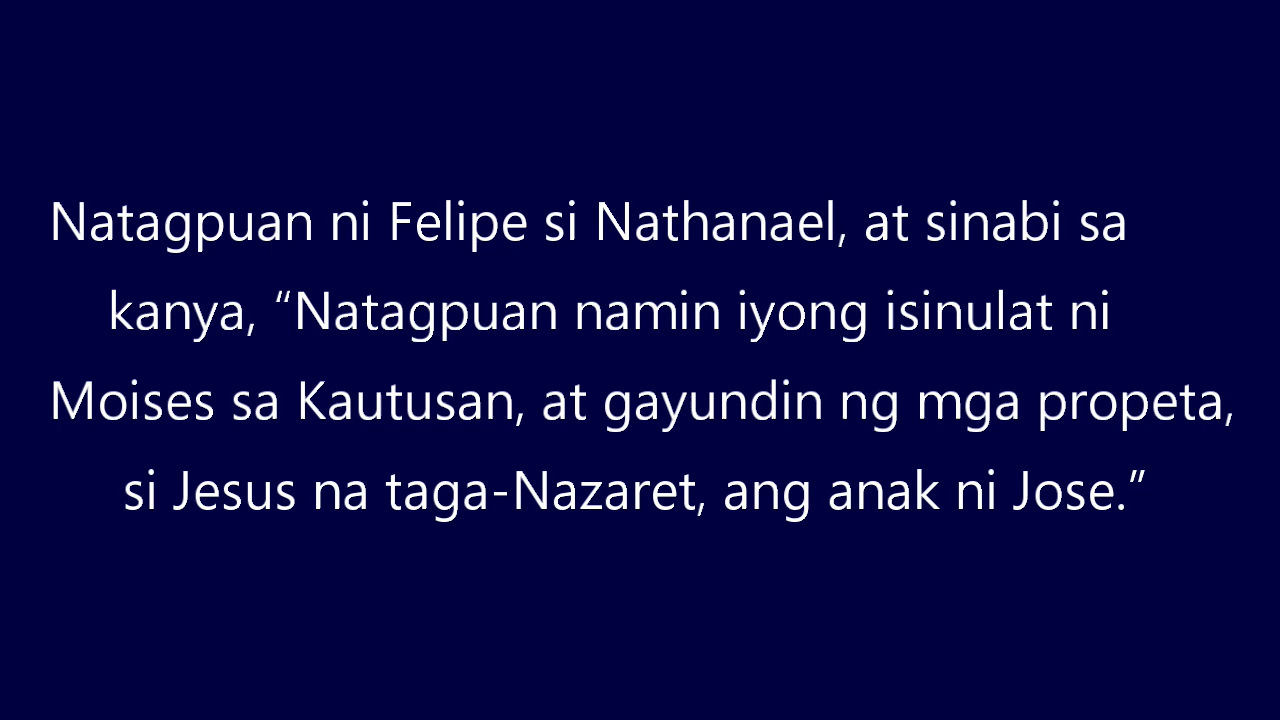 Natagpuan ni Felipe si Nathanael, at sinabi sa
kanya, “Natagpuan namin iyong isinulat ni
Moises sa Kautusan, at gayundin ng mga propeta,
si Jesus na taga-Nazaret, ang anak ni Jose.”